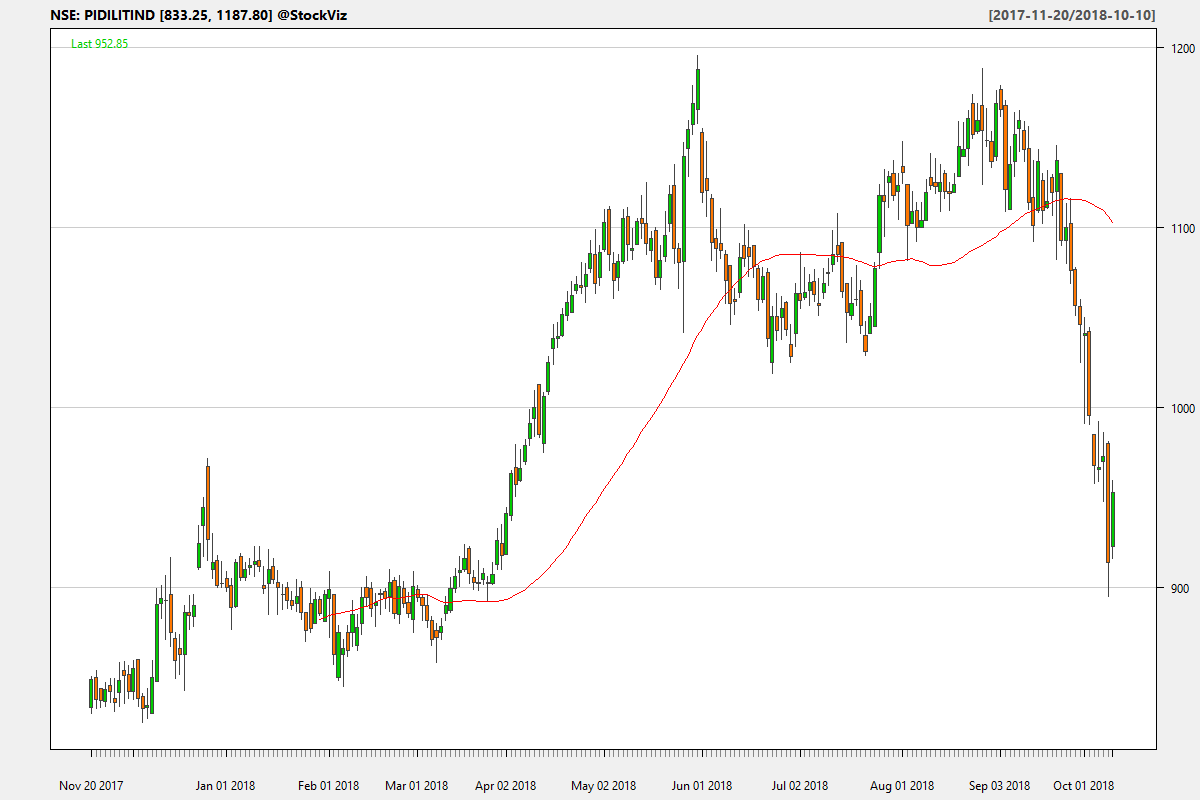 NSE: PIDILITIND [833.25, 1187.80] @StockViz
[2017-11-20/2018-10-10]
Last 952.85
1200
1100
1000
900
Nov 20 2017
Jan 01 2018
Feb 01 2018
Mar 01 2018
Apr 02 2018
May 02 2018
Jun 01 2018
Jul 02 2018
Aug 01 2018
Sep 03 2018
Oct 01 2018